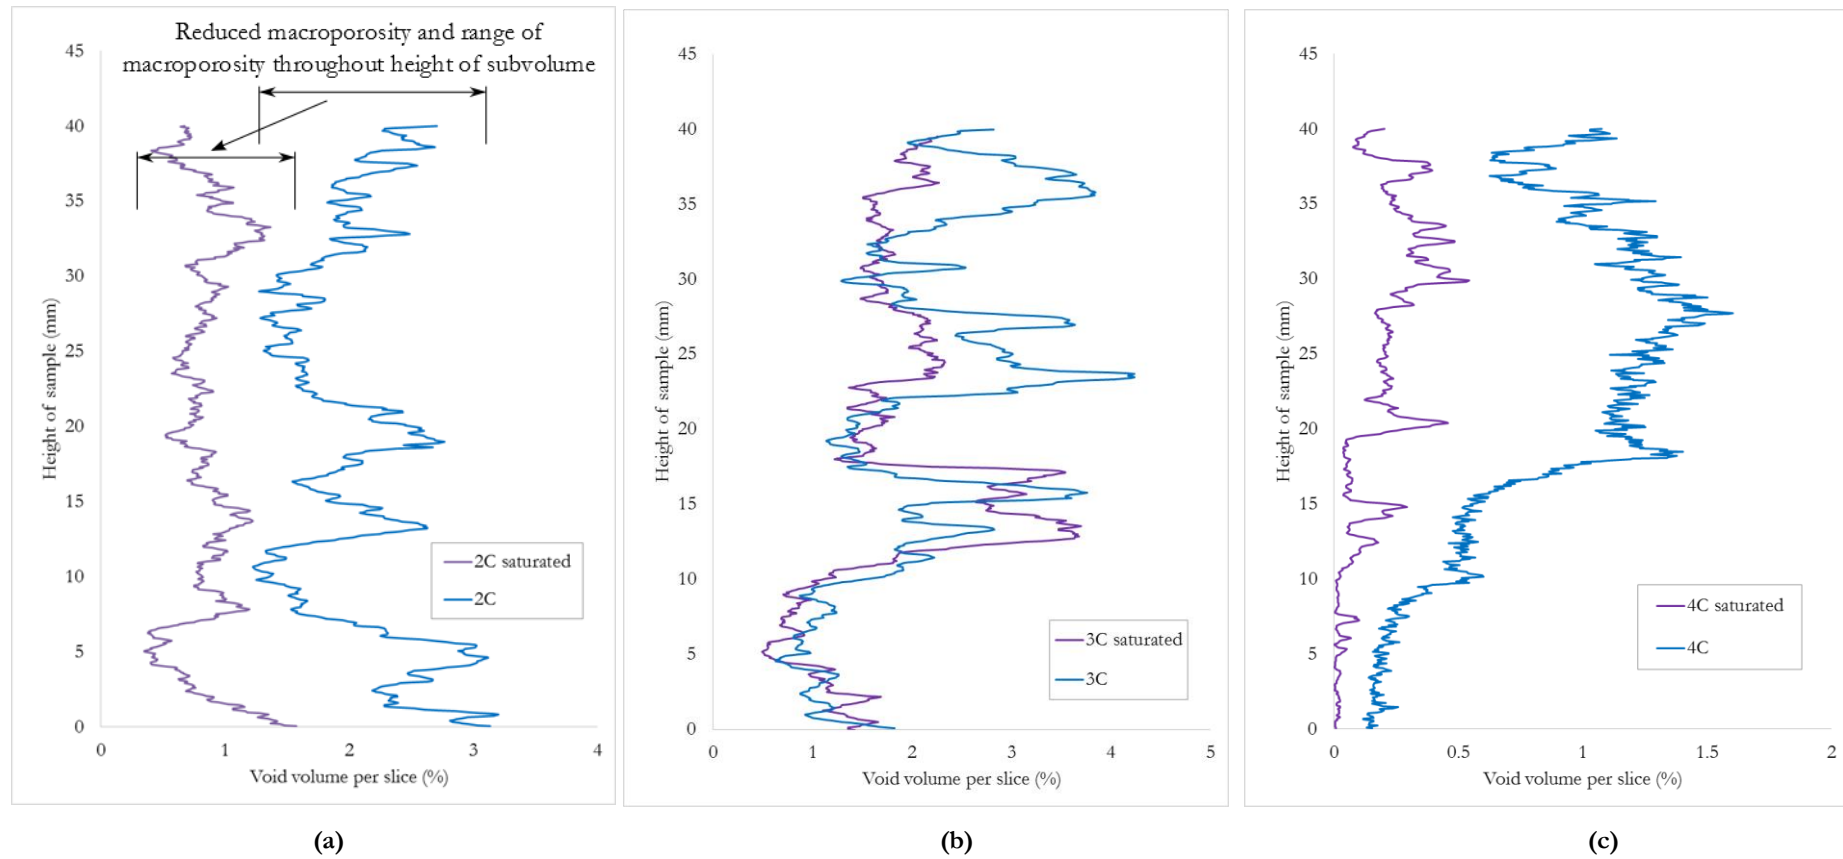 Reduced macroporosity and range of
macroporosity throughout height of subvolume
45
40
35
30
25
20
15
10
5
0
Height of sample (mm)
0 1 2 3 4
Void volume per slice (%)
2C saturated
2C
(a)
45
40
35
30
25
20
15
10
5
0
Height of sample (mm)
0 1 2 3 4 5
Void volume per slice (%)
3C saturated
3C
(b)
45
40
35
30
25
20
15
10
5
0
Height of sample (mm)
0 0.5 1 1.5 2
Void volume per slice (%)
4C saturated
4C
(c)